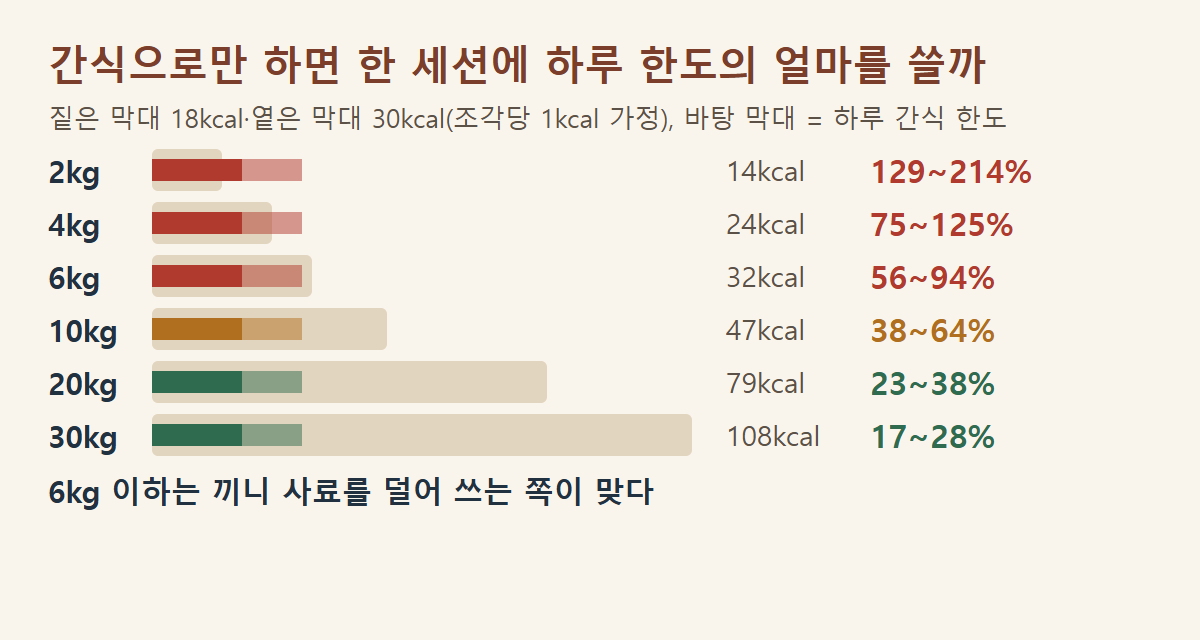 간식으로만 하면 한 세션에 하루 한도의 얼마를 쓸까
짙은 막대 18kcal·옅은 막대 30kcal(조각당 1kcal 가정), 바탕 막대 = 하루 간식 한도
2kg 14kcal 129~214%
4kg 24kcal 75~125%
6kg 32kcal 56~94%
10kg 47kcal 38~64%
20kg 79kcal 23~38%
30kg 108kcal 17~28%
6kg 이하는 끼니 사료를 덜어 쓰는 쪽이 맞다